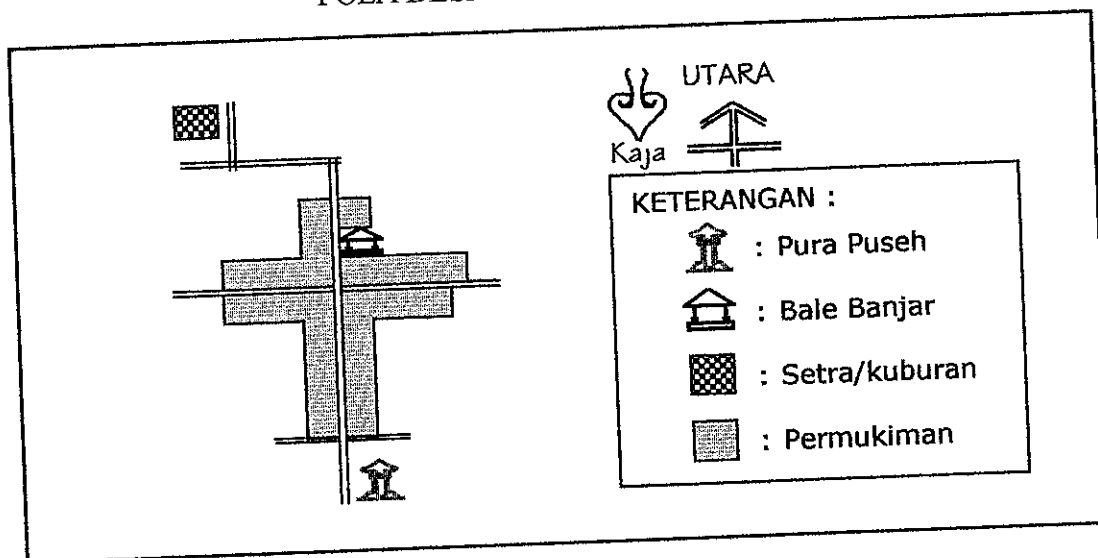 UTARA
Kaja
KETERANGAN :
: Pura Puseh
: Bale Banjar
: Setra/kuburan
: Permukiman